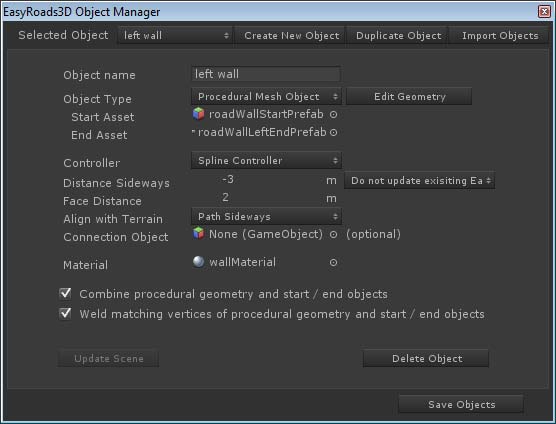 EasyRoads3D Object Manager
Selected Object left wall Create New Object Duplicate Object Import Objects
Object name left wall
Object Type Procedural Mesh Object Edit Geometry
Start Asset roadWallStartPrefab
End Asset roadWallLeftEndPrefab
Controller Spline Controller
Distance Sideways -3 m Do not update exisiting Ea
Face Distance 2 m
Align with Terrain Path Sideways
Connection Object None (GameObject) (optional)
Material wallMaterial
Combine procedural geometry and start / end objects
Weld matching vertices of procedural geometry and start / end objects
Update Scene Delete Object
Save Objects